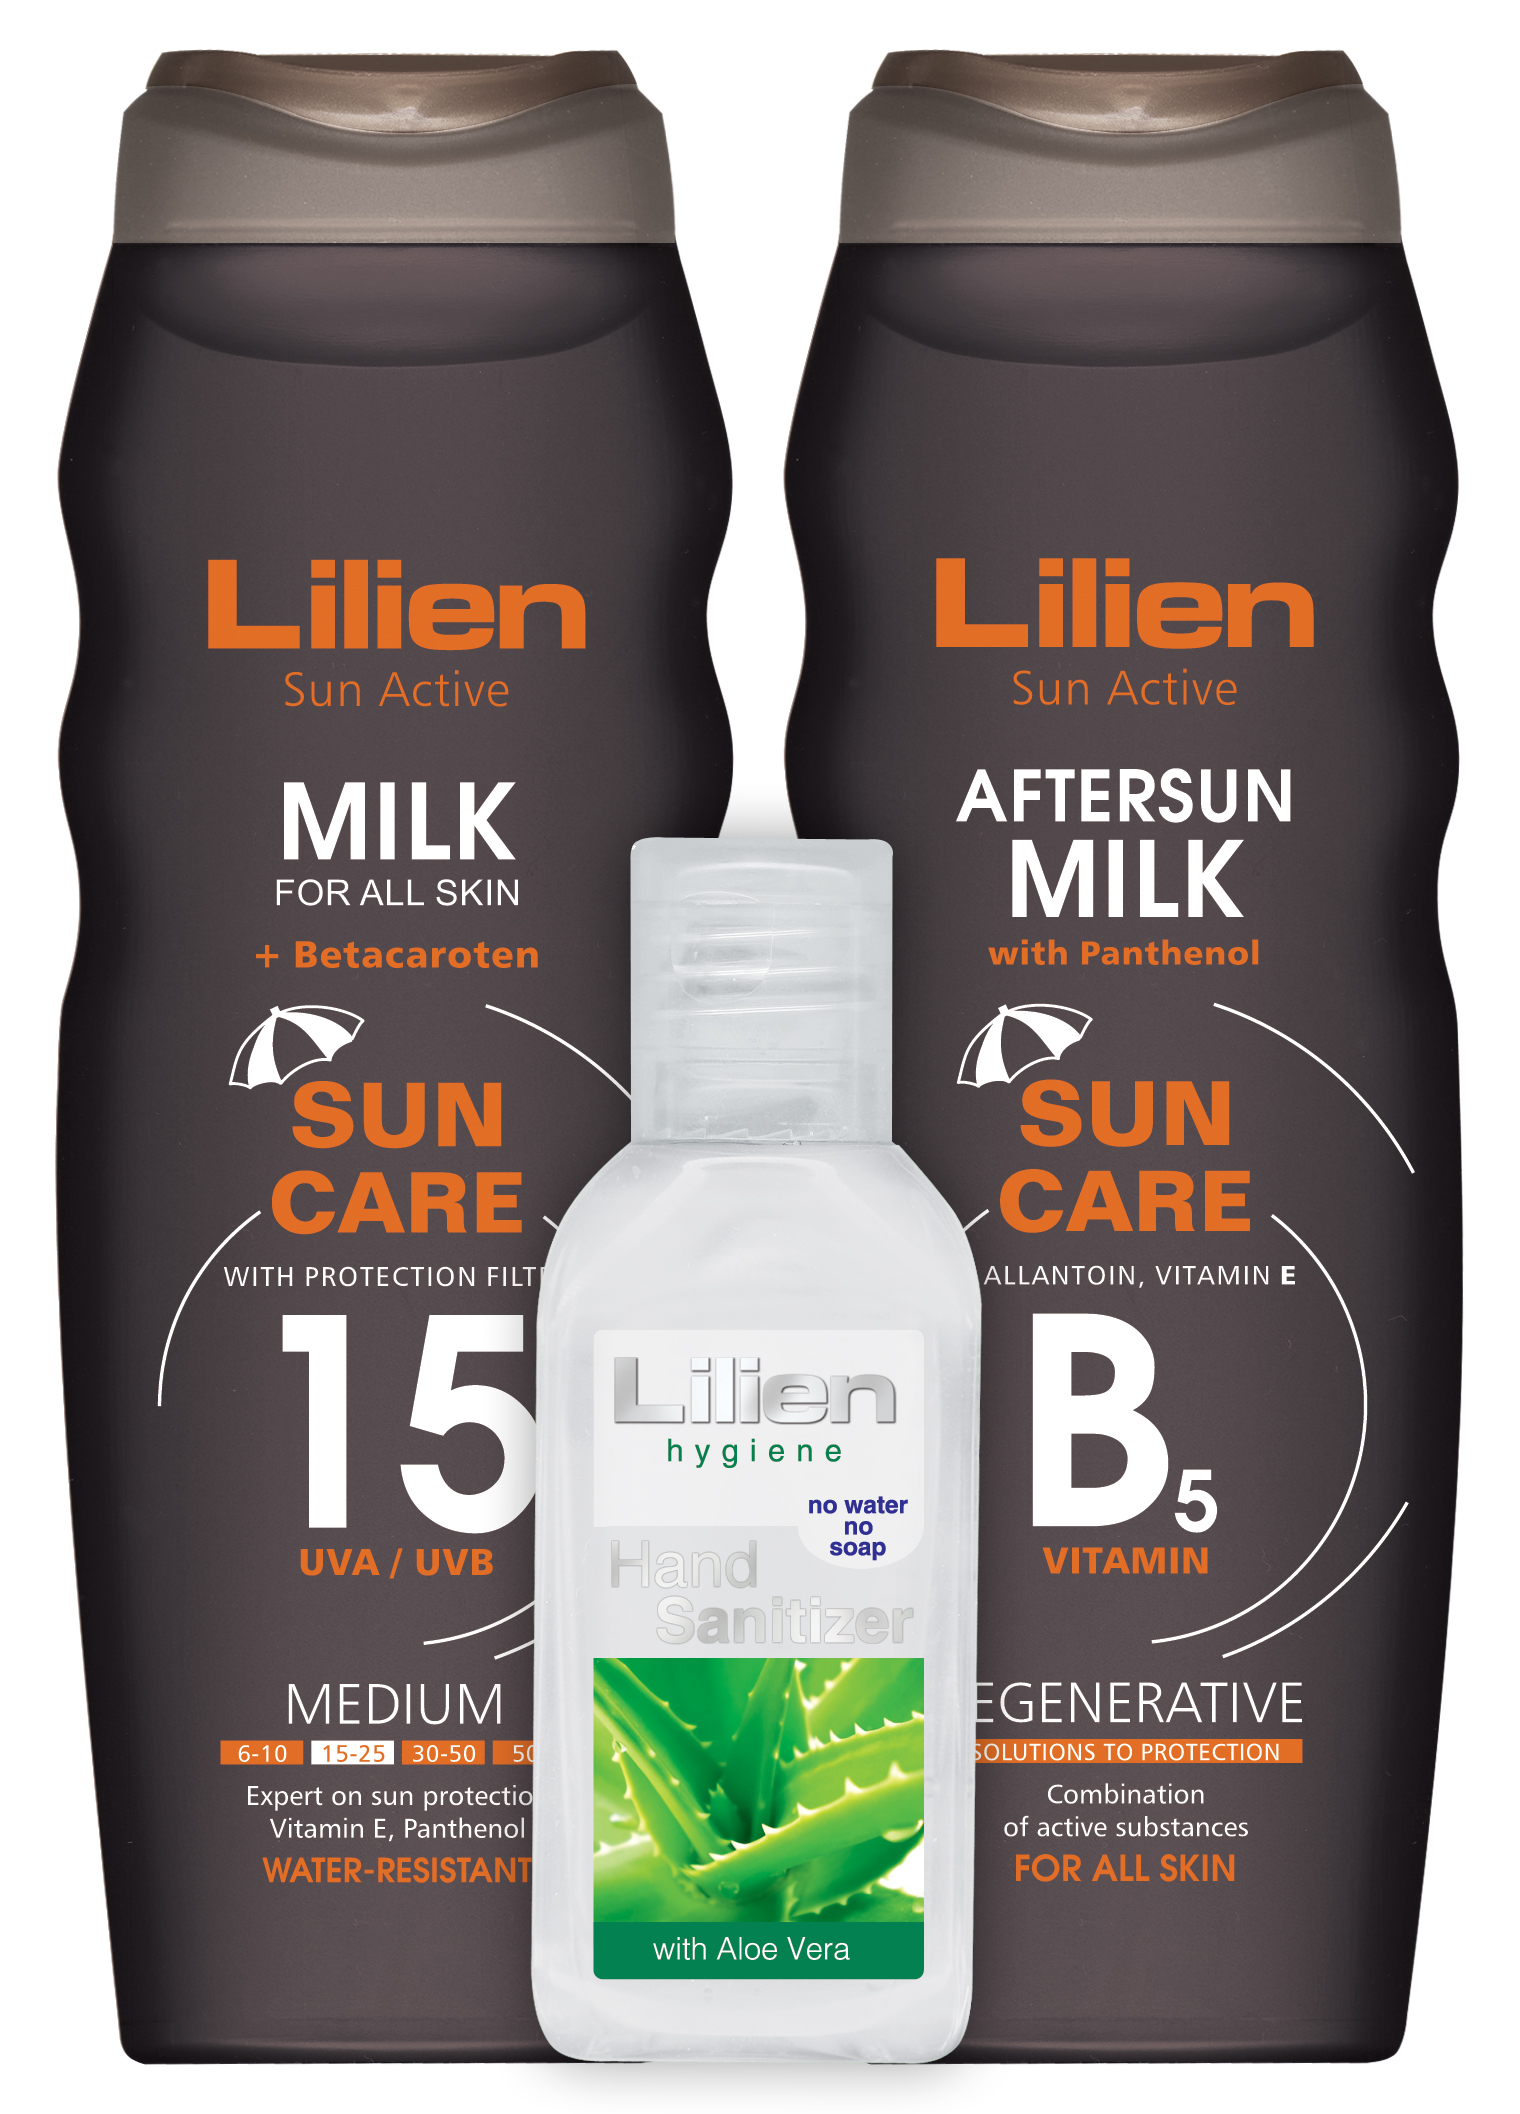 Lilien
Sun Active
MILK
FOR ALL SKIN
+ Betacaroten
SUN
CARE
WITH PROTECTION
15
UVA / UVB
MEDIUM
6-10 15-25 30-50 50
Expert on sun
Vitamin E, Panthenol
WATER-RESISTANT
Lilien
Sun Active
AFTERSUN
MILK
with Panthenol
SUN
CARE
ALLANTOIN, VITAMIN E
B5
VITAMIN
EGENERATIVE
SOLUTIONS TO PROTECTION
Combination
of active substances
FOR ALL SKIN
Lilien
hygiene
no water
no
soap
Hand
Sanitizer
with Aloe Vera